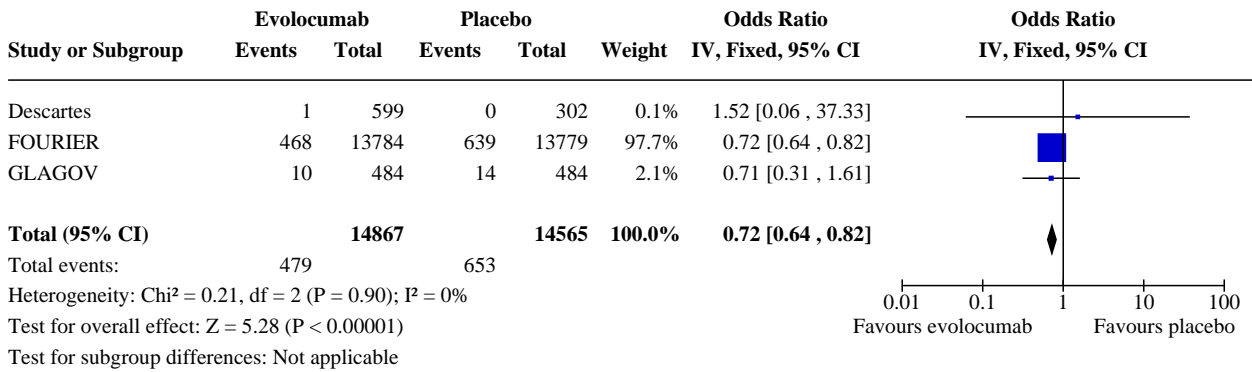 Evolocumab Placebo Odds Ratio Odds Ratio
Study or Subgroup Events Total Events Total Weight IV, Fixed, 95% CI IV, Fixed, 95% CI
Descartes 1 599 0 302 0.1% 1.52 [0.06 , 37.33]
FOURIER 468 13784 639 13779 97.7% 0.72 [0.64 , 0.82]
GLAGOV 10 484 14 484 2.1% 0.71 [0.31 , 1.61]
Total (95% CI) 14867 14565 100.0% 0.72 [0.64 , 0.82]
Total events: 479 653
Heterogeneity: Chi² = 0.21, df = 2 (P = 0.90); I² = 0%
0.01 0.1 1 10 100
Test for overall effect: Z = 5.28 (P < 0.00001)
Favours evolocumab Favours placebo
Test for subgroup differences: Not applicable